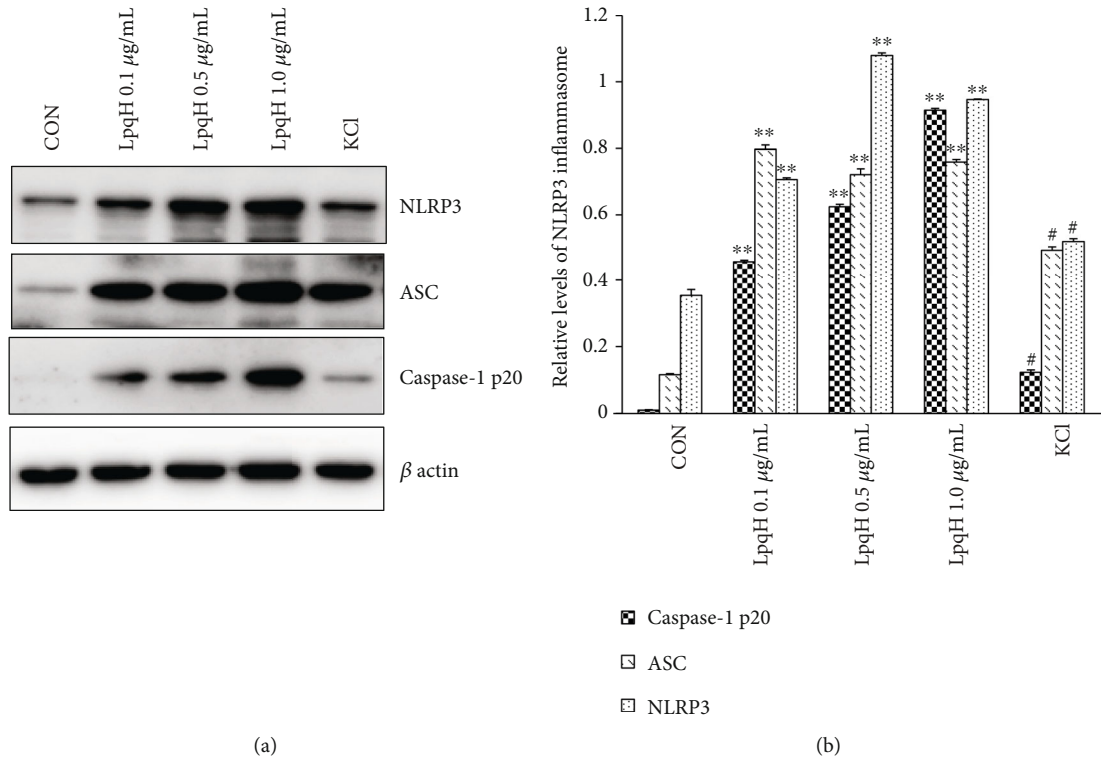 CON
LpqH 0.1 µg/mL
LpqH 0.5 µg/mL
LpqH 1.0 µg/mL
KCl
NLRP3
ASC
Caspase-1 p20
β actin
(a)
Relative levels of NLRP3 inflammasome
1.2
1
0.8
0.6
0.4
0.2
0
**
**
**
**
**
**
**
**
**
#
#
#
CON
LpqH 0.1 µg/mL
LpqH 0.5 µg/mL
LpqH 1.0 µg/mL
KCl
Caspase-1 p20
ASC
NLRP3
(b)